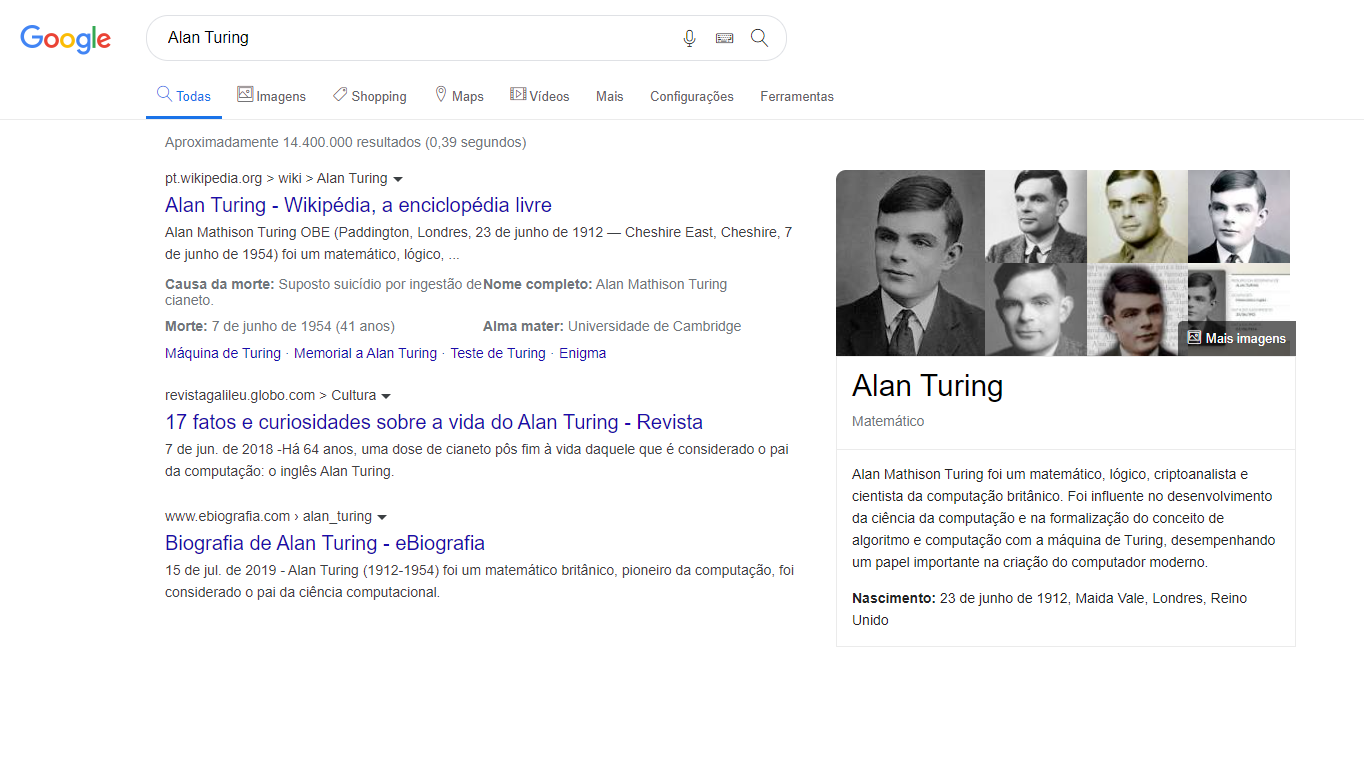 Google
Alan Turing
Todas Imagens Shopping Maps Vídeos Mais Configurações Ferramentas
Aproximadamente 14.400.000 resultados (0,39 segundos)
pt.wikipedia.org > wiki > Alan Turing
Alan Turing - Wikipédia, a enciclopédia livre
Alan Mathison Turing OBE (Paddington, Londres, 23 de junho de 1912 — Cheshire East, Cheshire, 7
de junho de 1954) foi um matemático, lógico, ...
Causa da morte: Suposto suicídio por ingestão de
cianeto.
Nome completo: Alan Mathison Turing
Morte: 7 de junho de 1954 (41 anos)
Alma mater: Universidade de Cambridge
Máquina de Turing · Memorial a Alan Turing · Teste de Turing · Enigma
revistagalileu.globo.com > Cultura
17 fatos e curiosidades sobre a vida do Alan Turing - Revista
7 de jun. de 2018 -Há 64 anos, uma dose de cianeto pôs fim à vida daquele que é considerado o pai
da computação: o inglês Alan Turing.
www.ebiografia.com › alan_turing
Biografia de Alan Turing - eBiografia
15 de jul. de 2019 - Alan Turing (1912-1954) foi um matemático britânico, pioneiro da computação, foi
considerado o pai da ciência computacional.
Mais imagens
Alan Turing
Matemático
Alan Mathison Turing foi um matemático, lógico, criptoanalista e
cientista da computação britânico. Foi influente no desenvolvimento
da ciência da computação e na formalização do conceito de
algoritmo e computação com a máquina de Turing, desempenhando
um papel importante na criação do computador moderno.
Nascimento: 23 de junho de 1912, Maida Vale, Londres, Reino
Unido